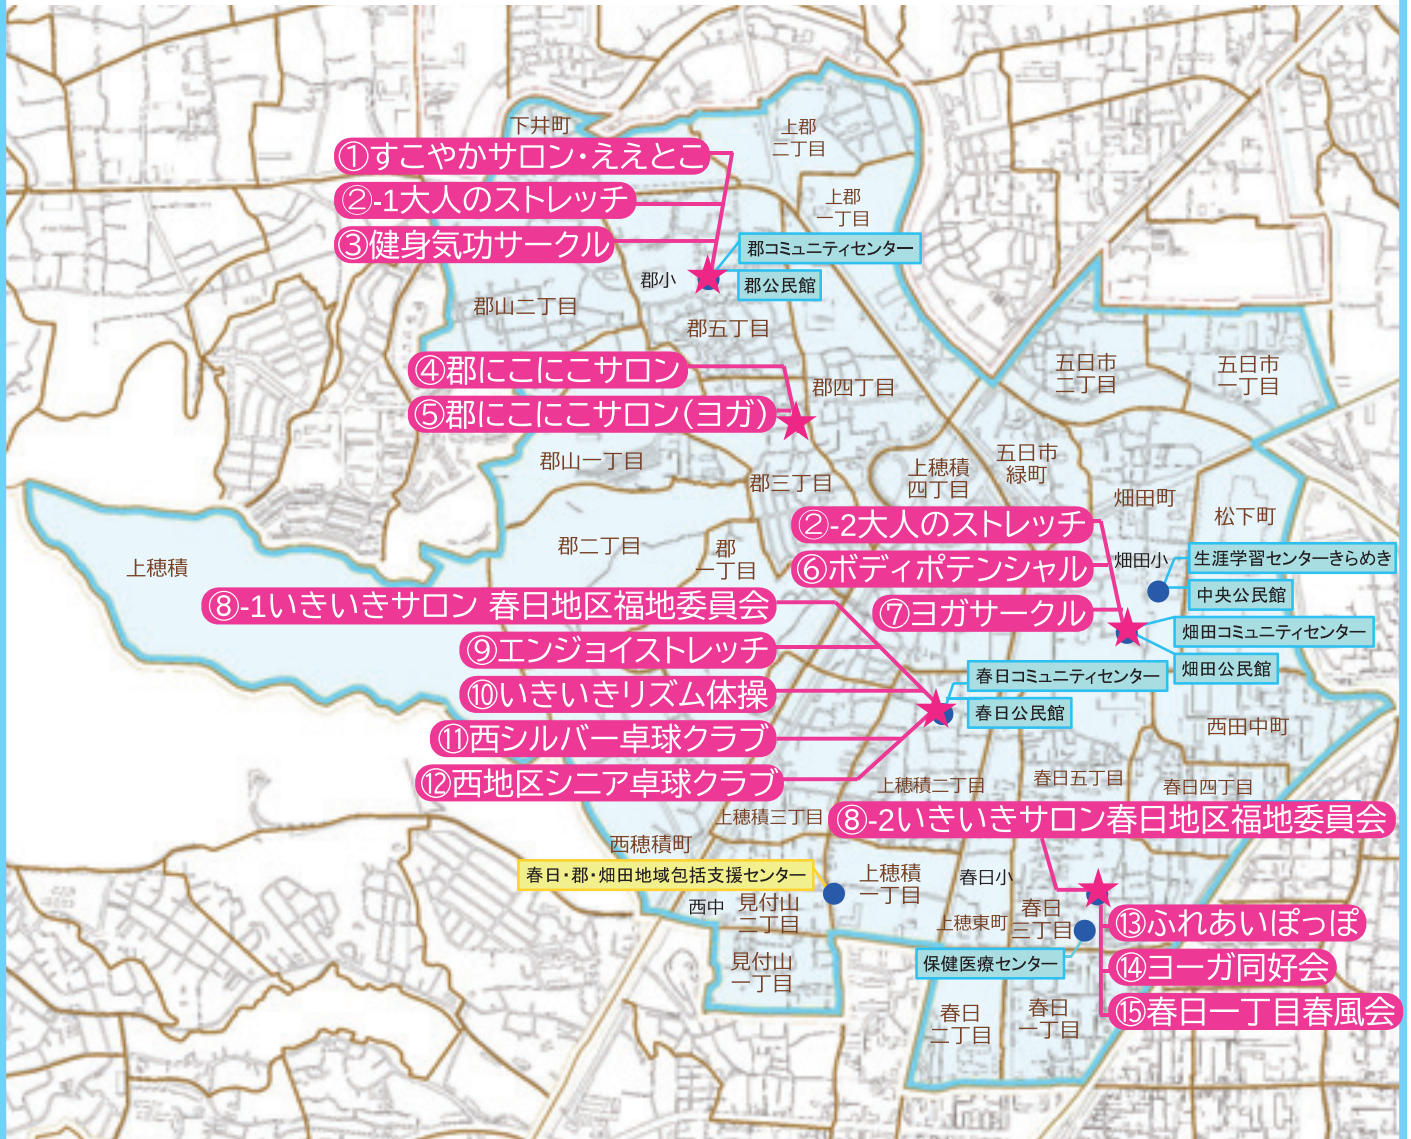 下井町
上郡
二丁目
①すこやかサロン・ええとこ
②-1大人のストレッチ
上郡
一丁目
③健身気功サークル
郡コミュニティセンター
郡小
郡公民館
郡山二丁目
郡五丁目
④郡にこにこサロン
郡四丁目
五日市
二丁目
五日市
一丁目
⑤郡にこにこサロン(ヨガ)
郡山一丁目
郡三丁目
上穂積
四丁目
五日市
緑町
畑田町
松下町
②-2大人のストレッチ
郡二丁目
郡
一丁目
上穂積
畑田小
生涯学習センターきらめき
⑥ボディポテンシャル
中央公民館
⑧-1いきいきサロン 春日地区福地委員会
⑦ヨガサークル
畑田コミュニティセンター
⑨エンジョイストレッチ
畑田公民館
春日コミュニティセンター
⑩いきいきリズム体操
春日公民館
西田中町
⑪西シルバー卓球クラブ
⑫西地区シニア卓球クラブ
上穂積二丁目
春日五丁目
春日四丁目
上穂積三丁目
⑧-2いきいきサロン春日地区福地委員会
西穂積町
春日・郡・畑田地域包括支援センター
上穂積
一丁目
春日小
西中
見付山
二丁目
上穂東町
春日
三丁目
⑬ふれあいぽっぽ
保健医療センター
⑭ヨーガ同好会
見付山
一丁目
春日
二丁目
春日
一丁目
⑮春日一丁目春風会